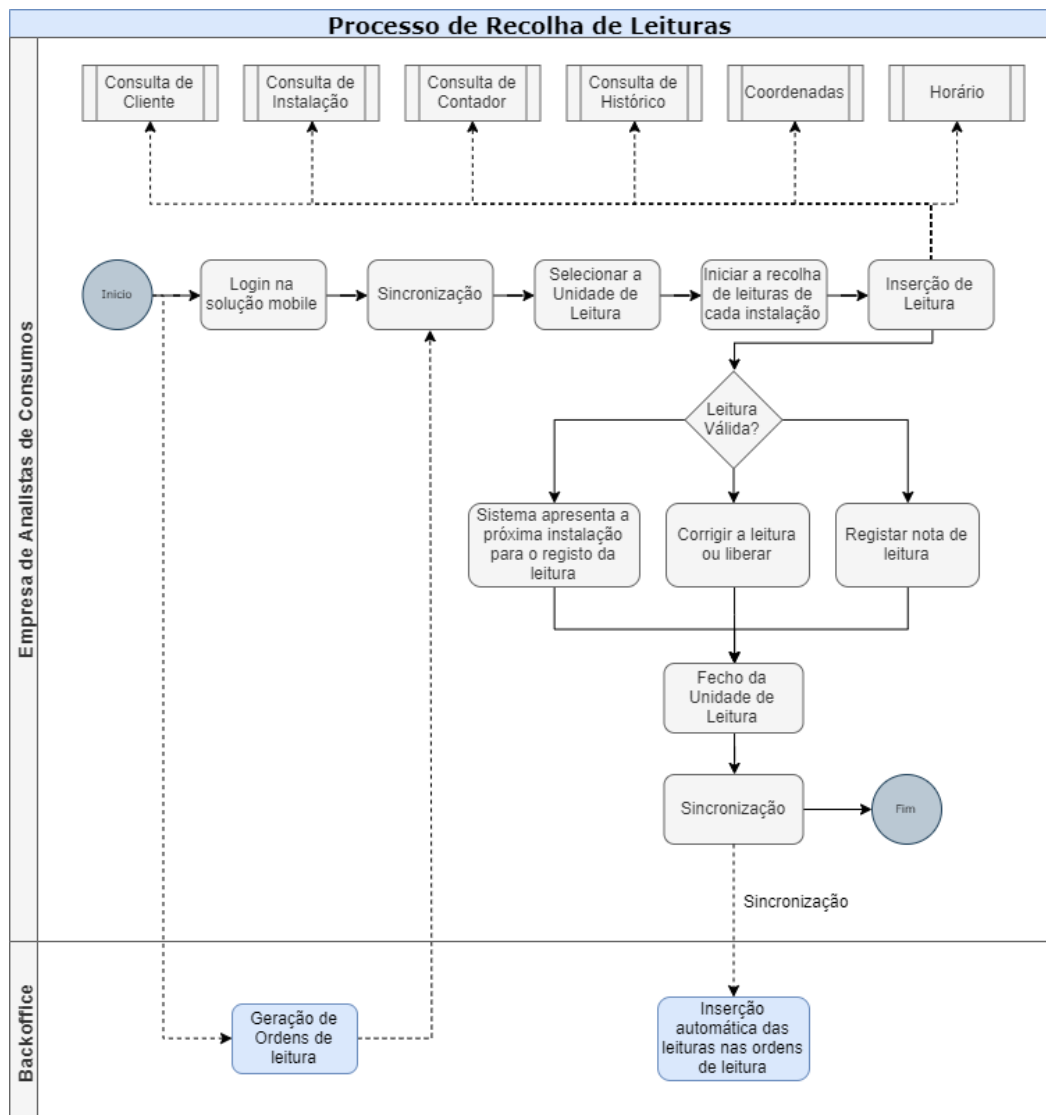 Processo de Recolha de Leituras
Empresa de Analistas de Consumos
Consulta de
Cliente
Consulta de
Instalação
Consulta de
Contador
Consulta de
Histórico
Coordenadas
Horário
Inicio
Login na
solução mobile
Sincronização
Selecionar a
Unidade de
Leitura
Iniciar a recolha
de leituras de
cada instalação
Inserção de
Leitura
Leitura
Válida?
Sistema apresenta a
próxima instalação
para o registo da
leitura
Corrigir a leitura
ou liberar
Registar nota de
leitura
Fecho da
Unidade de
Leitura
Sincronização
Fim
Sincronização
Backoffice
Geração de
Ordens de
leitura
Inserção
automática das
leituras nas ordens
de leitura